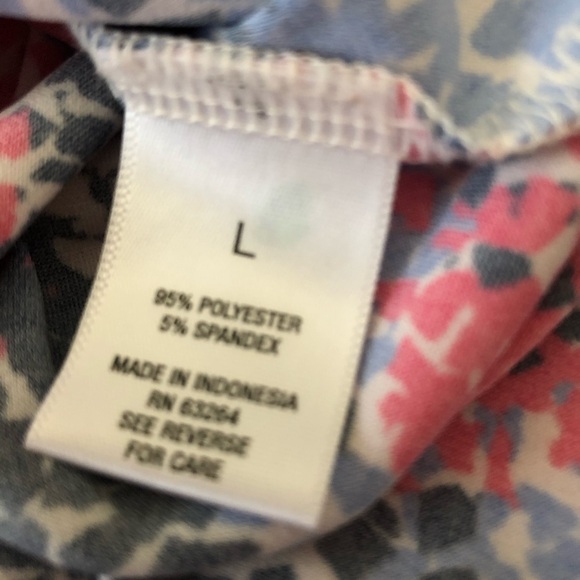 L
95% POLYESTER
5% SPANDEX
MADE IN INDONESIA
RN 63264
SEE REVERSE
FOR CARE